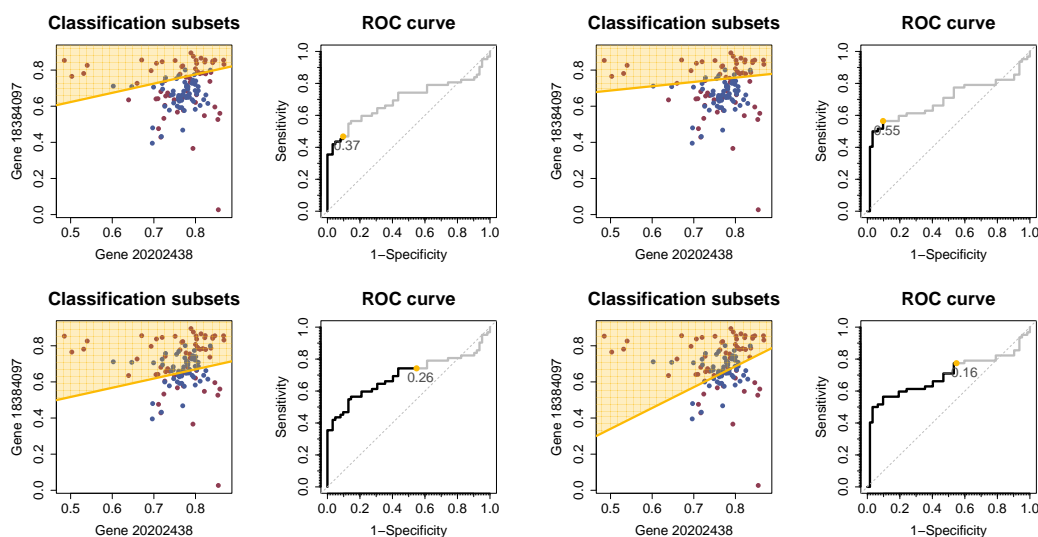 Classification subsets
Gene 18384097
0.0 0.2 0.4 0.6 0.8
0.5 0.6 0.7 0.8
Gene 20202438
ROC curve
Sensitivity
0.0 0.2 0.4 0.6 0.8 1.0
0.37
0.0 0.2 0.4 0.6 0.8 1.0
1−Specificity
Classification subsets
Gene 18384097
0.0 0.2 0.4 0.6 0.8
0.5 0.6 0.7 0.8
Gene 20202438
ROC curve
Sensitivity
0.0 0.2 0.4 0.6 0.8 1.0
0.55
0.0 0.2 0.4 0.6 0.8 1.0
1−Specificity
Classification subsets
Gene 18384097
0.0 0.2 0.4 0.6 0.8
0.5 0.6 0.7 0.8
Gene 20202438
ROC curve
Sensitivity
0.0 0.2 0.4 0.6 0.8 1.0
0.26
0.0 0.2 0.4 0.6 0.8 1.0
1−Specificity
Classification subsets
Gene 18384097
0.0 0.2 0.4 0.6 0.8
0.5 0.6 0.7 0.8
Gene 20202438
ROC curve
Sensitivity
0.0 0.2 0.4 0.6 0.8 1.0
0.16
0.0 0.2 0.4 0.6 0.8 1.0
1−Specificity